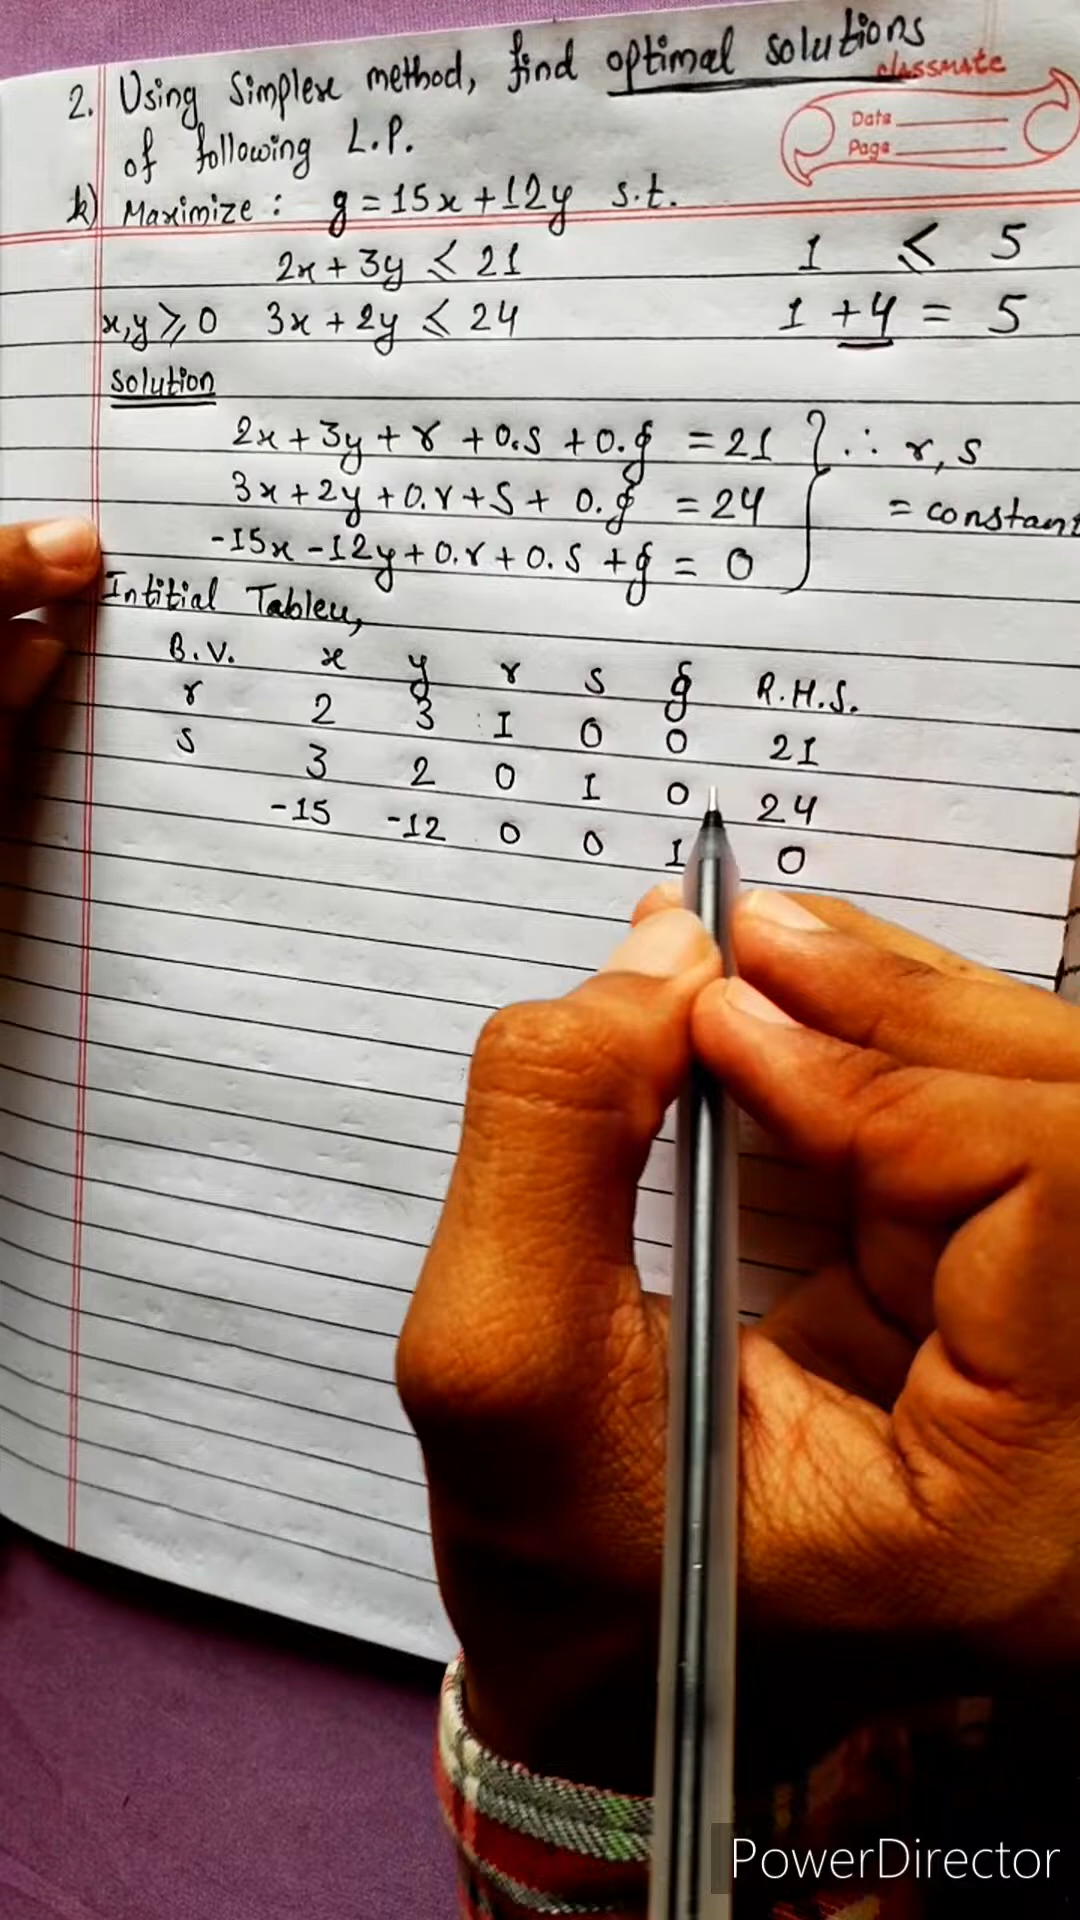 2. Using Simplex method, find optimal solutions
classmate
Date
Page
of following L.P.
k) Maximize: f = 15x + 12y s.t.
2x + 3y ≤ 21
1 ≤ 5
x,y ≥ 0 3x + 2y ≤ 24
1 + 4 = 5
Solution
2x + 3y + r + 0.s + 0.f = 21 } ∴ r, s
3x + 2y + 0.r + s + 0.f = 24 = constant
-15x - 12y + 0.r + 0.s + f = 0
Intitial Tableu,
B.V. x y r s f R.H.S.
r 2 3 1 0 0 21
s 3 2 0 1 0 24
-15 -12 0 0 1 0
PowerDirector